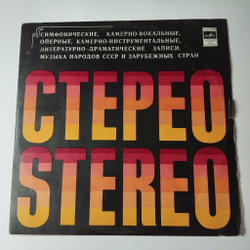 СИМФОНИЧЕСКИЕ, КАМЕРНО-ВОКАЛЬНЫЕ,
ОПЕРНЫЕ, КАМЕРНО-ИНСТРУМЕНТАЛЬНЫЕ,
ЛИТЕРАТУРНО-ДРАМАТИЧЕСКИЕ ЗАПИСИ,
МУЗЫКА НАРОДОВ СССР И ЗАРУБЕЖНЫХ СТРАН
СТЕРЕО
STEREO